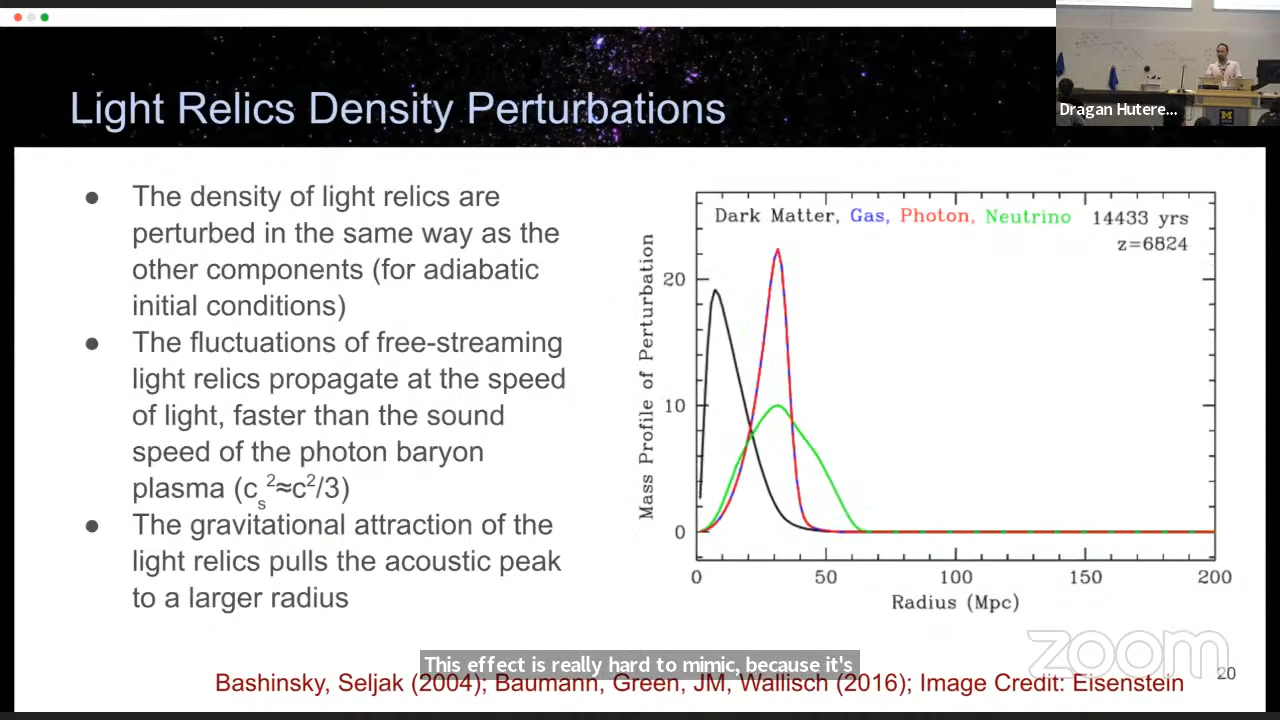 Light Relics Density Perturbations
Dragan Hutere...
● The density of light relics are
perturbed in the same way as the
other components (for adiabatic
initial conditions)
● The fluctuations of free-streaming
light relics propagate at the speed
of light, faster than the sound
speed of the photon baryon
plasma (cₛ²≈c²/3)
● The gravitational attraction of the
light relics pulls the acoustic peak
to a larger radius
Dark Matter, Gas, Photon, Neutrino 14433 yrs
z=6824
Mass Profile of Perturbation
20
10
0
0 50 100 150 200
Radius (Mpc)
zoom
This effect is really hard to mimic, because it's
Bashinsky, Seljak (2004); Baumann, Green, JM, Wallisch (2016); Image Credit: Eisenstein
20